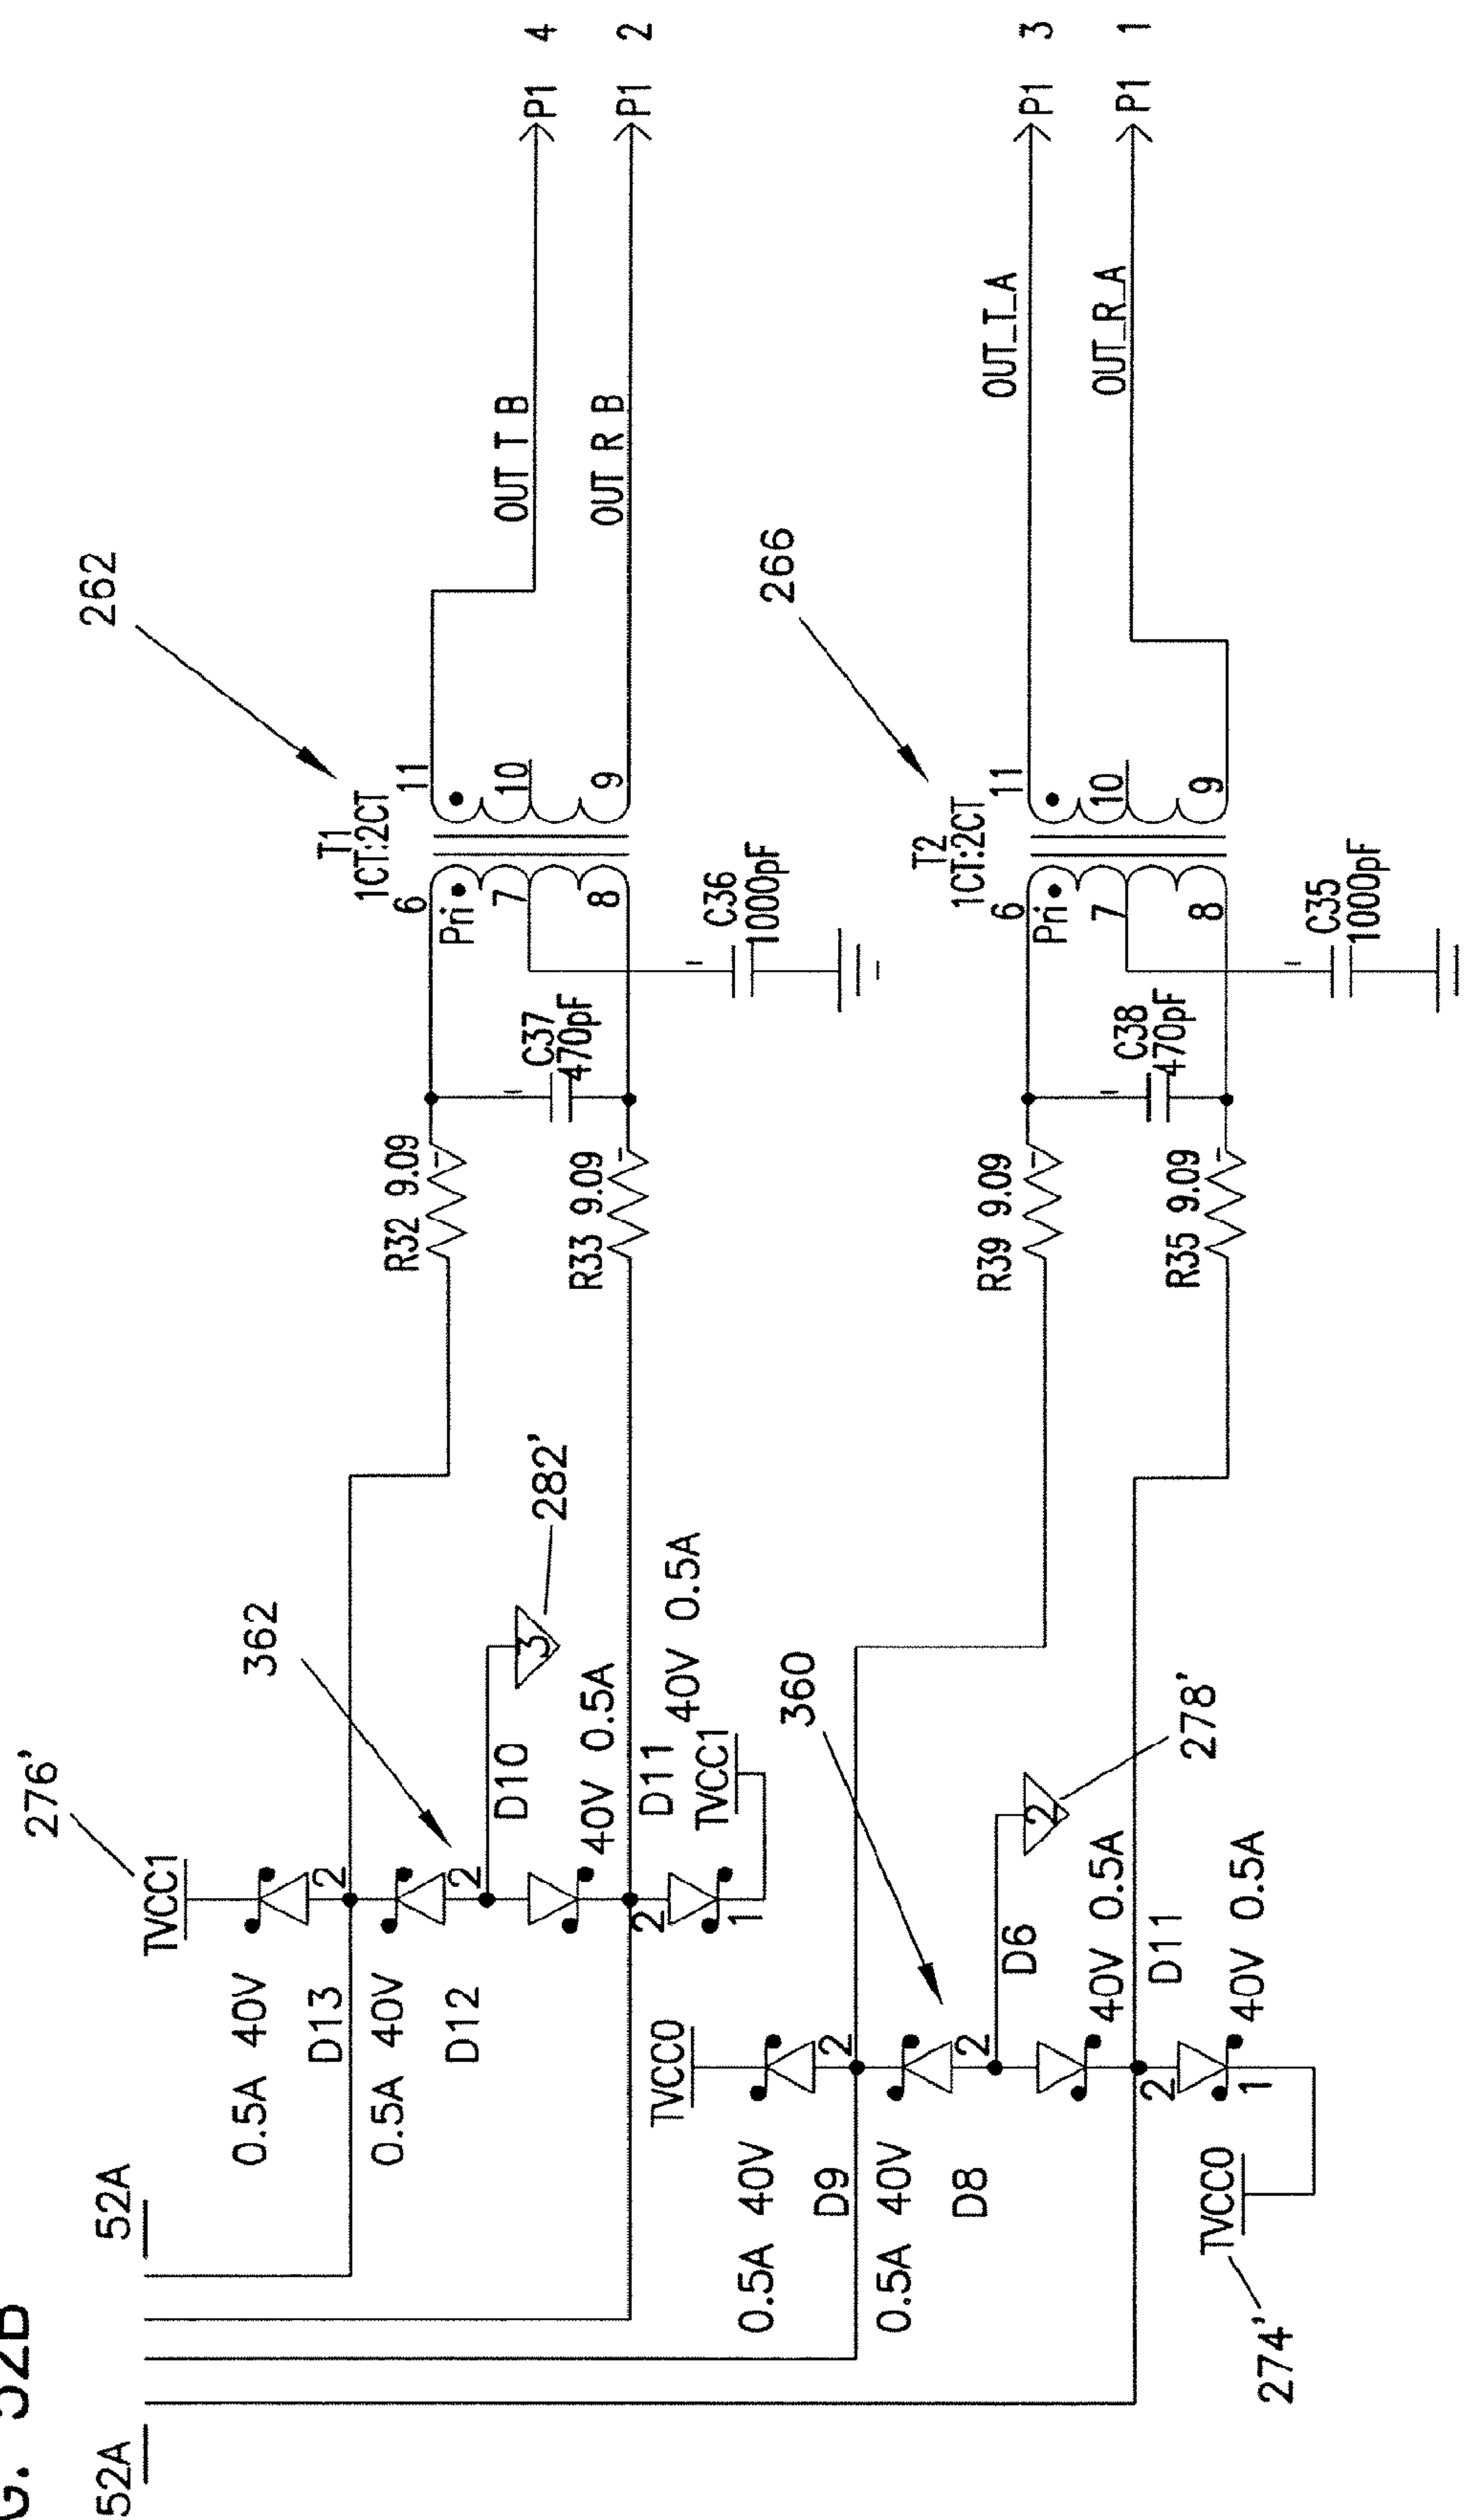 G. 52B
52A
52A
276'
TVCC1
0.5A 40V
D13
0.5A 40V
D12
2
2
362
D10
3
282'
40V 0.5A
D11
40V 0.5A
TVCC1
2
1
R32 9.09
R33 9.09
C37
470pF
C36
1000pF
262
T1
1CT:2CT
6
Pri
7
8
11
10
9
OUT T B
OUT R B
P1 4
P1 2
TVCC0
0.5A 40V
D9
0.5A 40V
D8
2
2
360
D6
2
278'
40V 0.5A
D11
40V 0.5A
2
1
TVCC0
274'
R39 9.09
R35 9.09
C38
470pF
C35
1000pF
266
T2
1CT:2CT
6
Pri
7
8
11
10
9
OUT_T_A
OUT_R_A
P1 3
P1 1